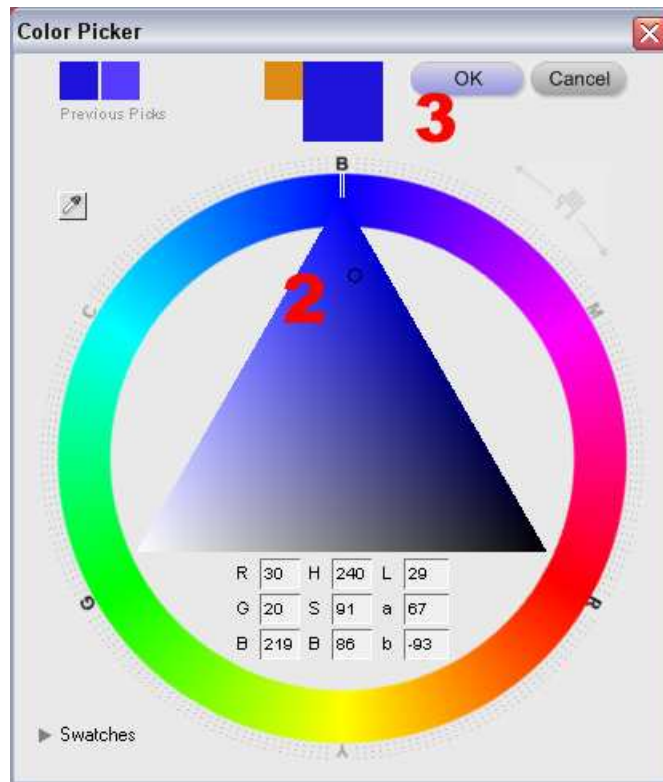 Color Picker
OK Cancel
Previous Picks
3
B
2
C
M
R 30 H 240 L 29
G 20 S 91 a 67
B 219 B 86 b -93
G
R
Swatches
Y